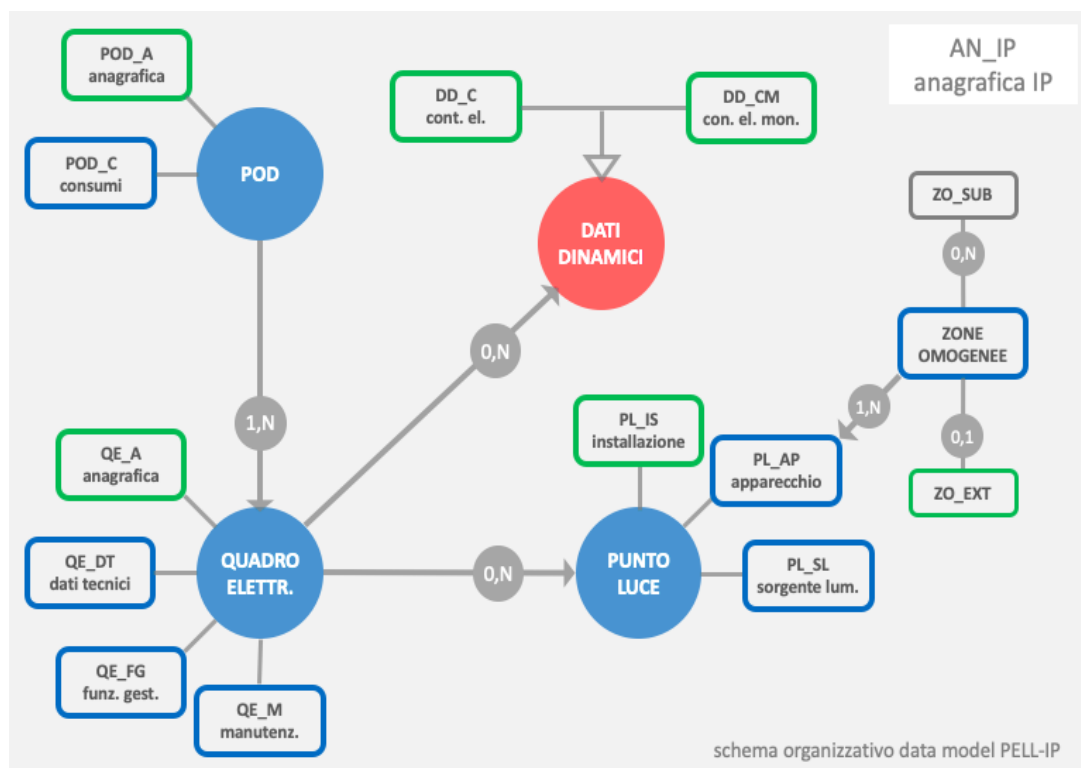 AN_IP
anagrafica IP
POD_A
anagrafica
POD_C
consumi
POD
DD_C
cont. el.
DD_CM
con. el. mon.
DATI
DINAMICI
ZO_SUB
0,N
ZONE
OMOGENEE
1,N
0,1
ZO_EXT
0,N
1,N
PL_IS
installazione
PL_AP
apparecchio
QE_A
anagrafica
QE_DT
dati tecnici
QUADRO
ELETTR.
0,N
PUNTO
LUCE
PL_SL
sorgente lum.
QE_FG
funz. gest.
QE_M
manutenz.
schema organizzativo data model PELL-IP